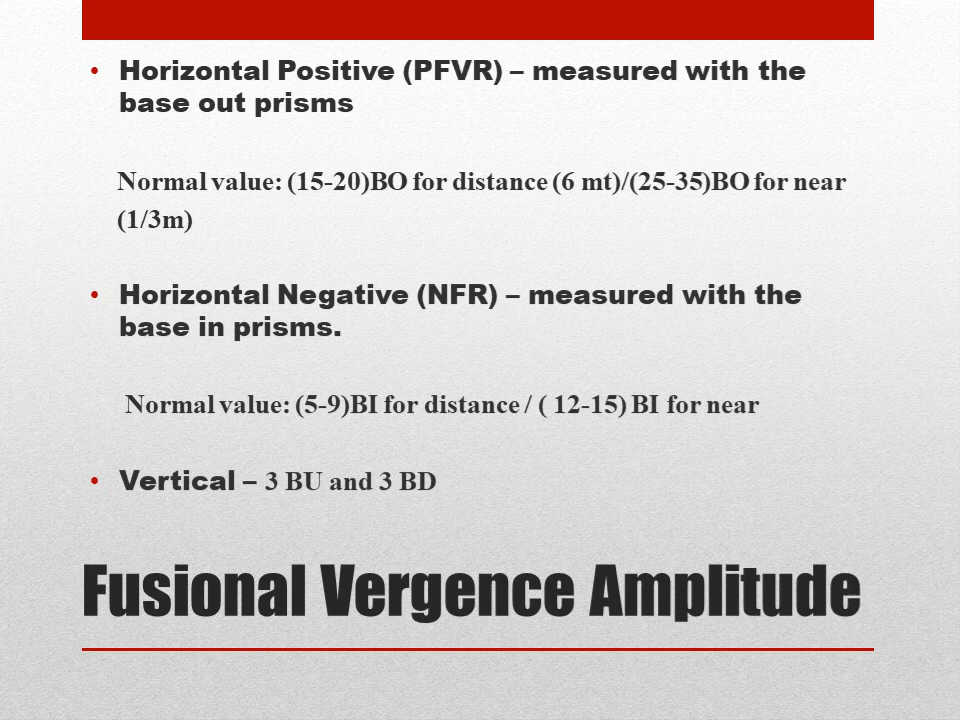 • Horizontal Positive (PFVR) – measured with the
base out prisms
Normal value: (15-20)BO for distance (6 mt)/(25-35)BO for near
(1/3m)
• Horizontal Negative (NFR) – measured with the
base in prisms.
Normal value: (5-9)BI for distance / ( 12-15) BI for near
• Vertical – 3 BU and 3 BD
Fusional Vergence Amplitude